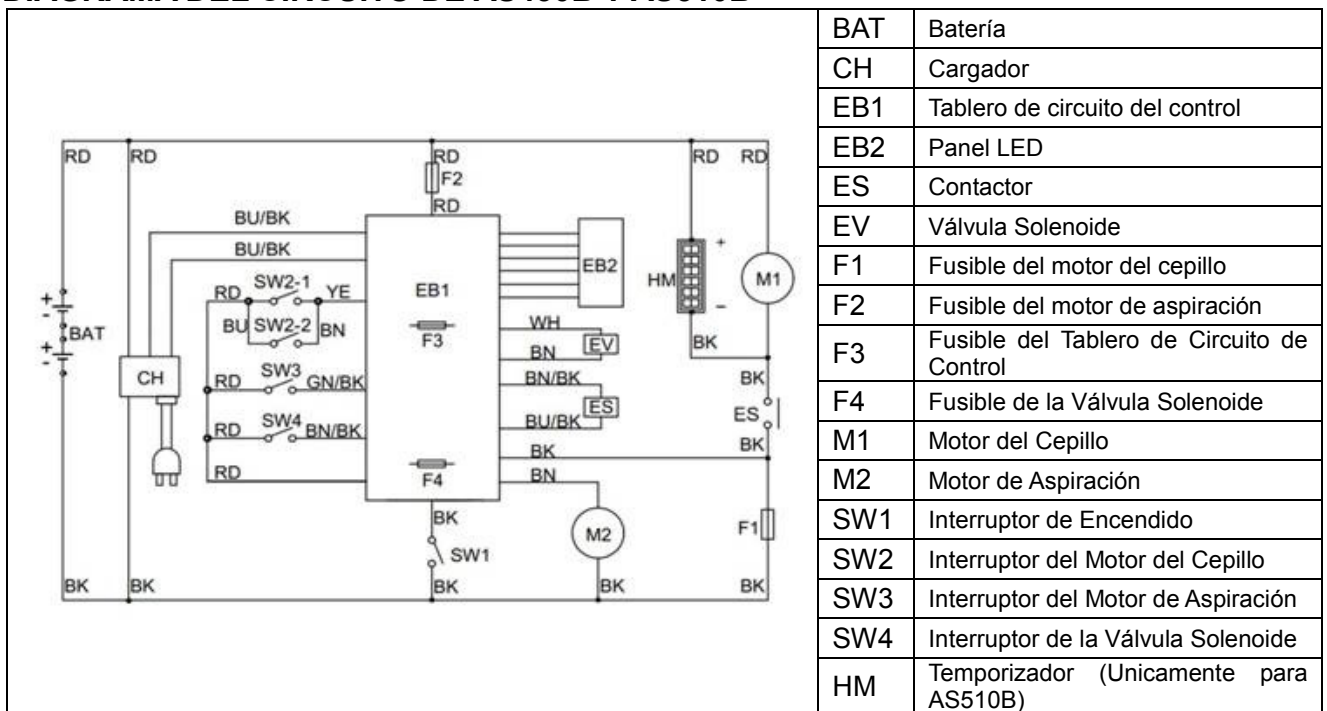 DIAGRAMA DEL CIRCUITO DE Y AS510B
RD RD RD RD RD
F2
RD
BU/BK
BU/BK
SW2-1
RD YE
BU SW2-2 BN
SW3
RD GN/BK
SW4
RD BN/BK
RD
+
-
BAT
+
-
CH
EB1
F3
F4
EB2
WH
EV
BN
BN/BK
ES
BU/BK
BK
BN
HM
+
−
M1
BK
BK
ES
BK
F1
M2
BK
SW1
BK BK BK BK BK
BAT Batería
CH Cargador
EB1 Tablero de circuito del control
EB2 Panel LED
ES Contactor
EV Válvula Solenoide
F1 Fusible del motor del cepillo
F2 Fusible del motor de aspiración
F3 Fusible del Tablero de Circuito de
Control
F4 Fusible de la Válvula Solenoide
M1 Motor del Cepillo
M2 Motor de Aspiración
SW1 Interruptor de Encendido
SW2 Interruptor del Motor del Cepillo
SW3 Interruptor del Motor de Aspiración
SW4 Interruptor de la Válvula Solenoide
HM Temporizador (Unicamente para
AS510B)